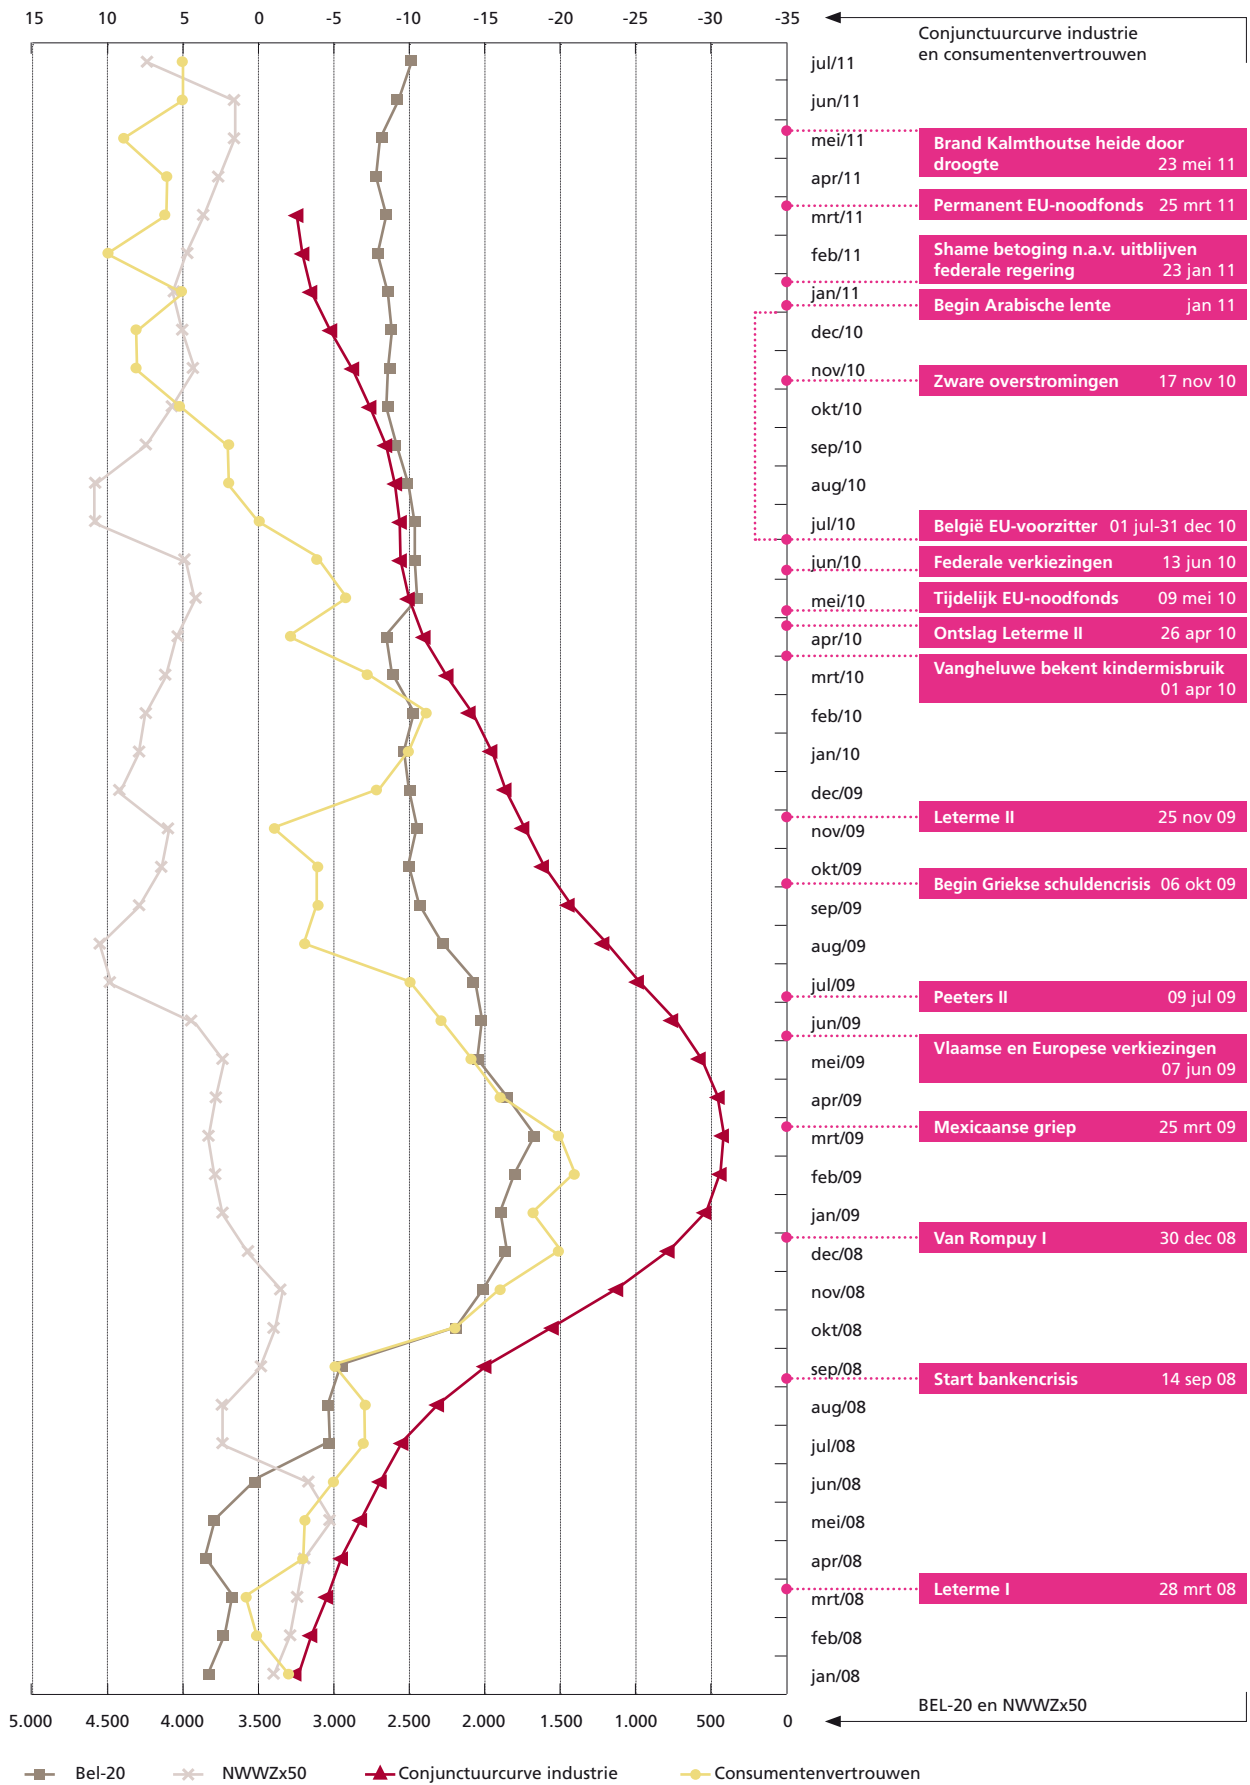 15 10 5 0 -5 -10 -15 -20 -25 -30 -35
Conjunctuurcurve industrie
en consumentenvertrouwen
jul/11
jun/11
mei/11
Brand Kalmthoutse heide door
droogte 23 mei 11
apr/11
Permanent EU-noodfonds 25 mrt 11
mrt/11
feb/11
Shame betoging n.a.v. uitblijven
federale regering 23 jan 11
jan/11
Begin Arabische lente jan 11
dec/10
nov/10
Zware overstromingen 17 nov 10
okt/10
sep/10
aug/10
jul/10
België EU-voorzitter 01 jul-31 dec 10
jun/10
Federale verkiezingen 13 jun 10
mei/10
Tijdelijk EU-noodfonds 09 mei 10
apr/10
Ontslag Leterme II 26 apr 10
mrt/10
Vangheluwe bekent kindermisbruik
01 apr 10
feb/10
jan/10
dec/09
Leterme II 25 nov 09
nov/09
okt/09
Begin Griekse schuldencrisis 06 okt 09
sep/09
aug/09
jul/09
Peeters II 09 jul 09
jun/09
Vlaamse en Europese verkiezingen
07 jun 09
mei/09
apr/09
Mexicaanse griep 25 mrt 09
mrt/09
feb/09
jan/09
Van Rompuy I 30 dec 08
dec/08
nov/08
okt/08
sep/08
Start bankencrisis 14 sep 08
aug/08
jul/08
jun/08
mei/08
apr/08
Leterme I 28 mrt 08
mrt/08
feb/08
jan/08
BEL-20 en NWWZx50
5.000 4.500 4.000 3.500 3.000 2.500 2.000 1.500 1.000 500 0
Bel-20 NWWZx50 Conjunctuurcurve industrie Consumentenvertrouwen